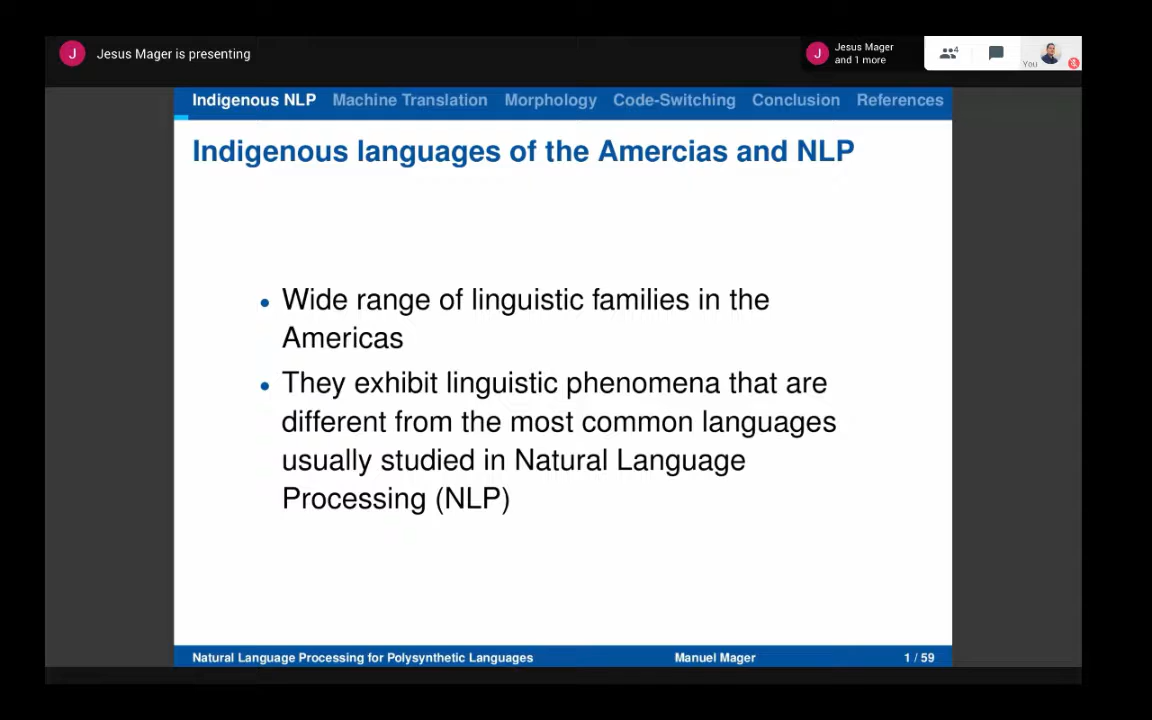 J Jesus Mager is presenting
J Jesus Mager
and 1 more
4
You
Indigenous NLP Machine Translation Morphology Code-Switching Conclusion References
Indigenous languages of the Amercias and NLP
• Wide range of linguistic families in the
Americas
• They exhibit linguistic phenomena that are
different from the most common languages
usually studied in Natural Language
Processing (NLP)
Natural Language Processing for Polysynthetic Languages Manuel Mager 1 / 59